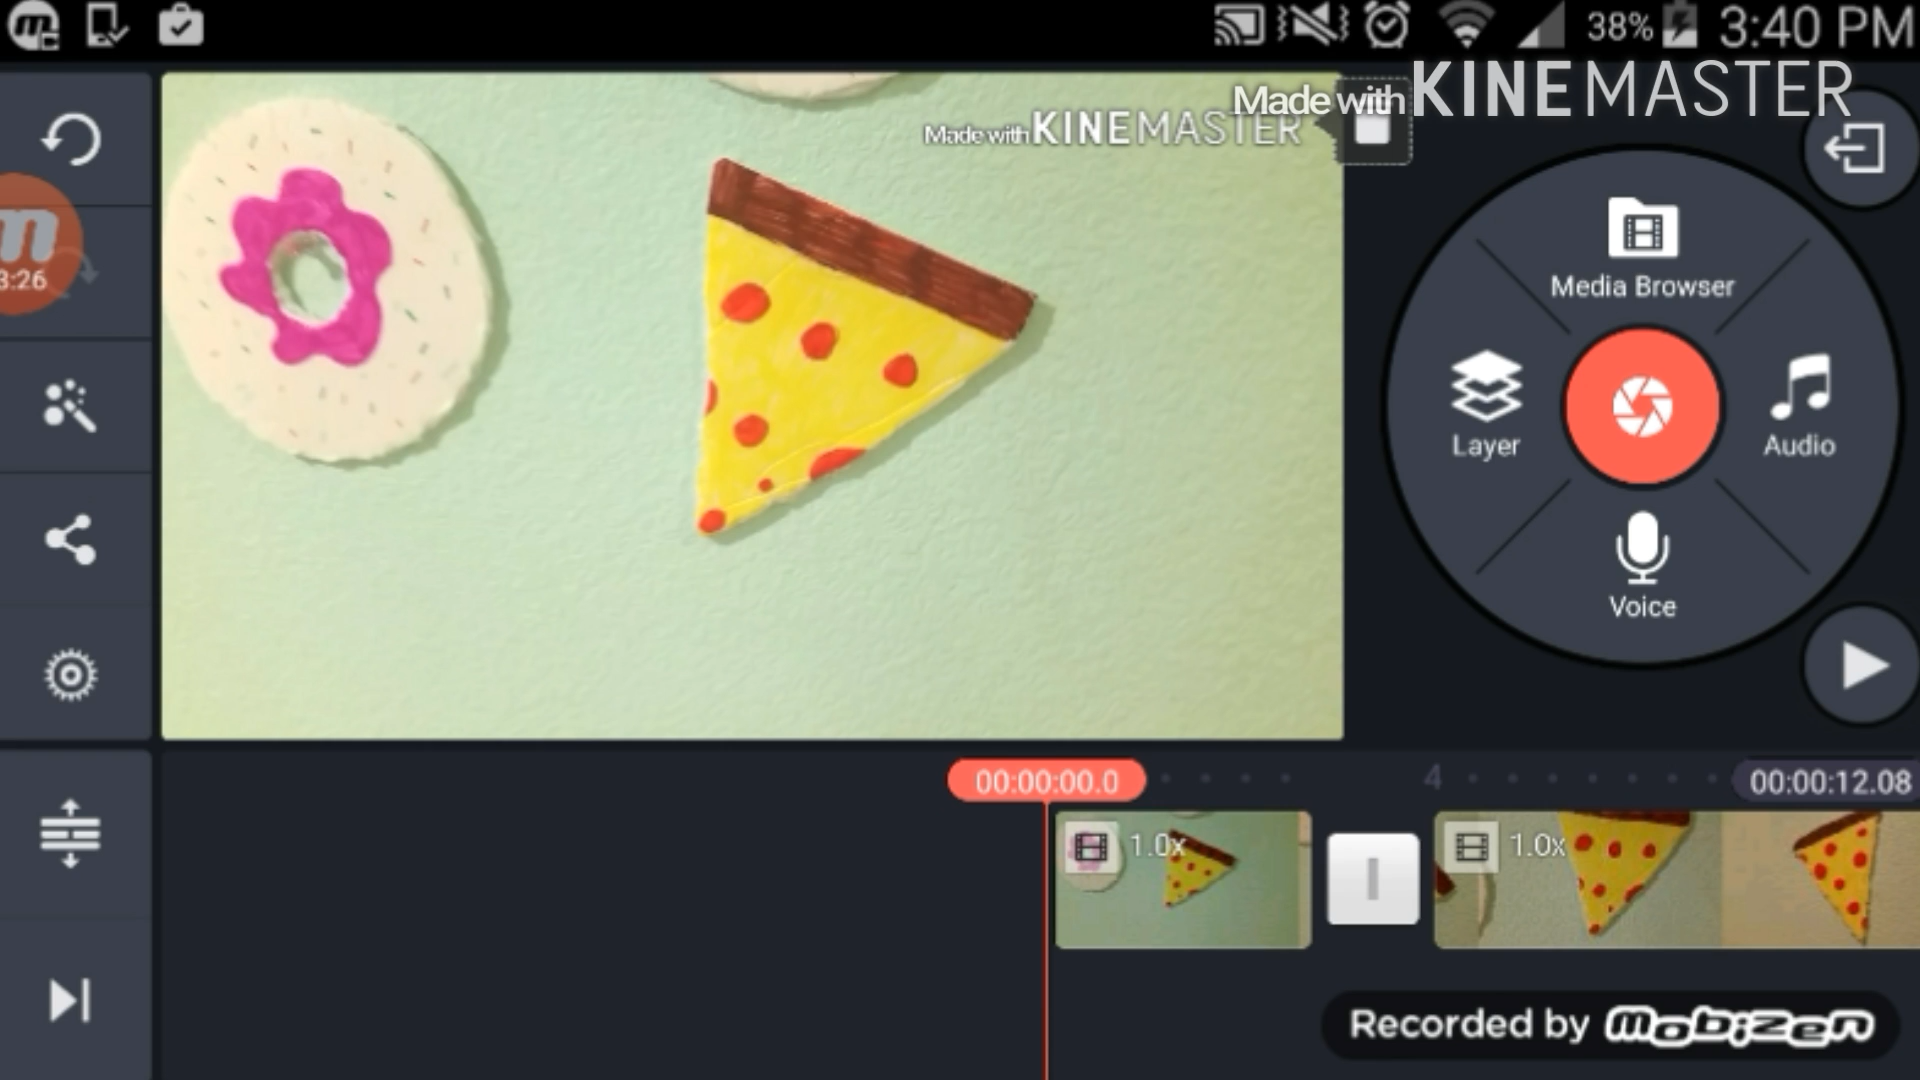 38% 3:40 PM
Made with KINEMASTER
Made with KINEMASTER
m
3:26
Media Browser
Layer
Audio
Voice
00:00:00.0
4
00:00:12.08
1.0x
1.0x
Recorded by mobizen